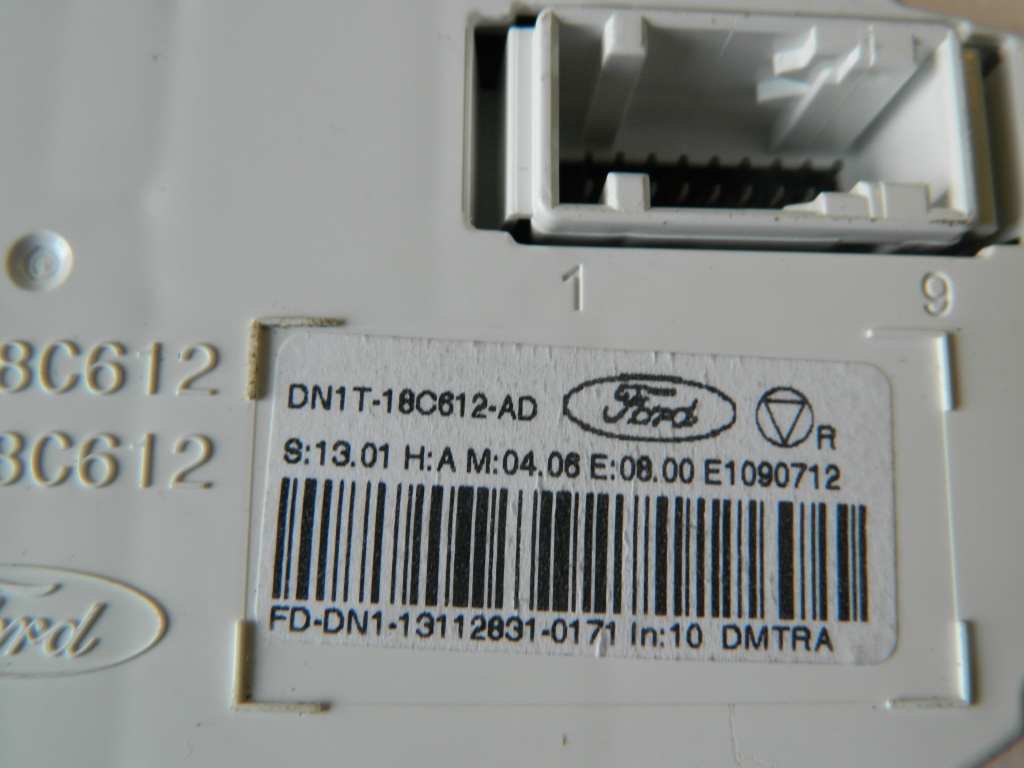 1 9
8C612
8C612
Ford
DN1T-18C612-AD Ford R
S:13.01 H:A M:04.06 E:08.00 E1090712
FD-DN1-13112831-0171 In:10 DMTRA